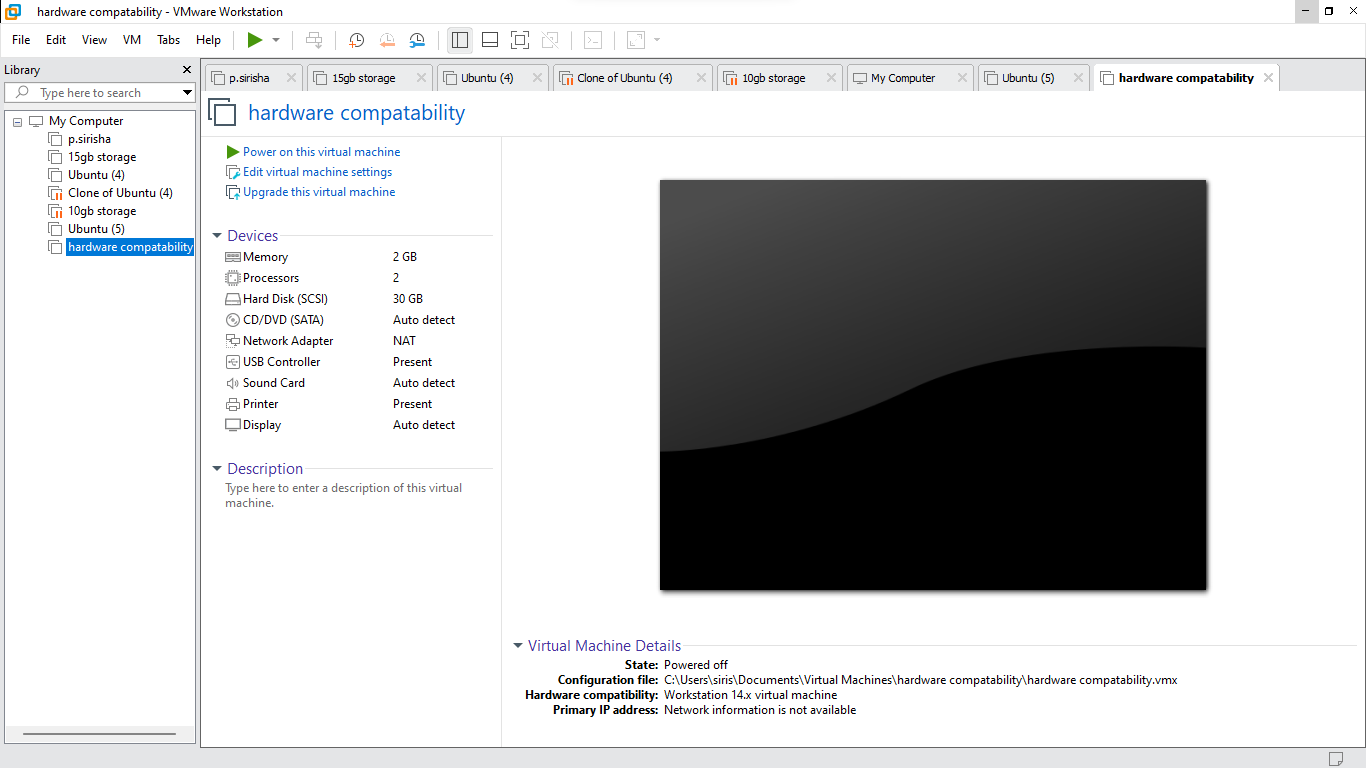 hardware compatability - VMware Workstation
File Edit View VM Tabs Help
Library
Type here to search
My Computer
p.sirisha
15gb storage
Ubuntu (4)
Clone of Ubuntu (4)
10gb storage
Ubuntu (5)
hardware compatability
p.sirisha 15gb storage Ubuntu (4) Clone of Ubuntu (4) 10gb storage My Computer Ubuntu (5) hardware compatability
hardware compatability
Power on this virtual machine
Edit virtual machine settings
Upgrade this virtual machine
Devices
Memory 2 GB
Processors 2
Hard Disk (SCSI) 30 GB
CD/DVD (SATA) Auto detect
Network Adapter NAT
USB Controller Present
Sound Card Auto detect
Printer Present
Display Auto detect
Description
Type here to enter a description of this virtual
machine.
Virtual Machine Details
State: Powered off
Configuration file: C:\Users\siris\Documents\Virtual Machines\hardware compatability\hardware compatability.vmx
Hardware compatibility: Workstation 14.x virtual machine
Primary IP address: Network information is not available